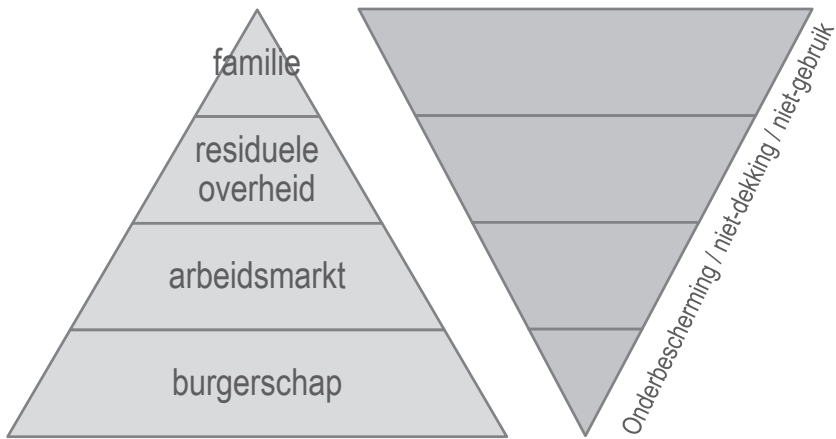 familie
residuele
overheid
arbeidsmarkt
burgerschap
Onderbescherming / niet-dekking / niet-gebruik